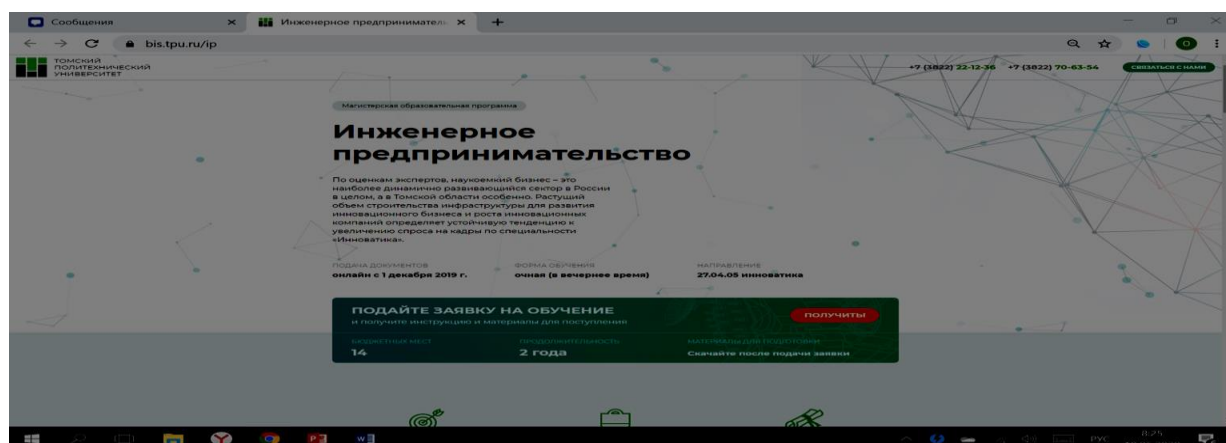 Сообщения
Инженерное предприниматель
bis.tpu.ru/ip
О
ТОМСКИЙ
ПОЛИТЕХНИЧЕСКИЙ
УНИВЕРСИТЕТ
+7 (3822) 22-12-36 +7 (3822) 70-63-54
СВЯЗАТЬСЯ С НАМИ
Магистерская образовательная программа
Инженерное
предпринимательство
По оценкам экспертов, наукоемкий бизнес – это
наиболее динамично развивающийся сектор в России
в целом, а в Томской области особенно. Растущий
объем строительства инфраструктуры для развития
инновационного бизнеса и роста инновационных
компаний определяет устойчивую тенденцию к
увеличению спроса на кадры по специальности
«Инноватика».
ПОДАЧА ДОКУМЕНТОВ ФОРМА ОБУЧЕНИЯ НАПРАВЛЕНИЕ
онлайн с 1 декабря 2019 г. очная (в вечернее время) 27.04.05 инноватика
ПОДАЙТЕ ЗАЯВКУ НА ОБУЧЕНИЕ
и получите инструкцию и материалы для поступления
ПОЛУЧИТЬ
БЮДЖЕТНЫХ МЕСТ ПРОДОЛЖИТЕЛЬНОСТЬ МАТЕРИАЛЫ ДЛЯ ПОДГОТОВКИ
14 2 года Скачайте после подачи заявки
РУС 11:25